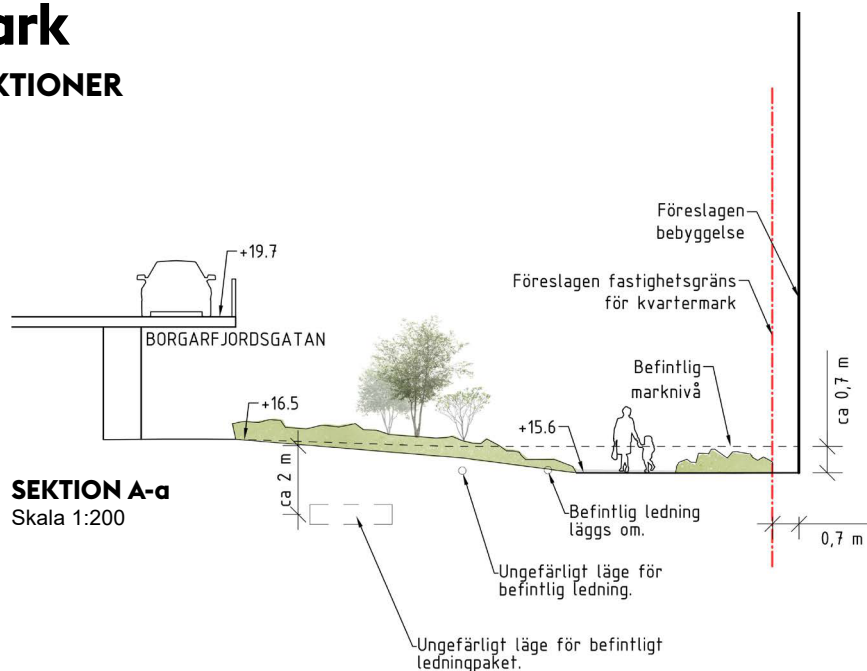 ark
KTIONER
Föreslagen
bebyggelse
+19.7
Föreslagen fastighetsgräns
för kvartermark
BORGARFJORDSGATAN
Befintlig
marknivå
ca 0,7 m
+16.5
+15.6
ca 2 m
SEKTION A-a
Skala 1:200
Befintlig ledning
läggs om.
0,7 m
Ungefärligt läge för
befintlig ledning.
Ungefärligt läge för befintligt
ledningpaket.